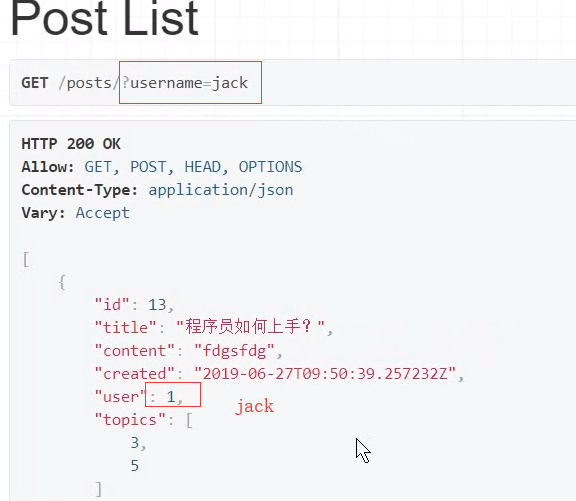 Post List
GET /posts/?username=jack
HTTP 200 OK
Allow: GET, POST, HEAD, OPTIONS
Content-Type: application/json
Vary: Accept
[
{
"id": 13,
"title": "程序员如何上手？",
"content": "fdgsfdg",
"created": "2019-06-27T09:50:39.257232Z",
"user": 1, jack
"topics": [
3,
5
]